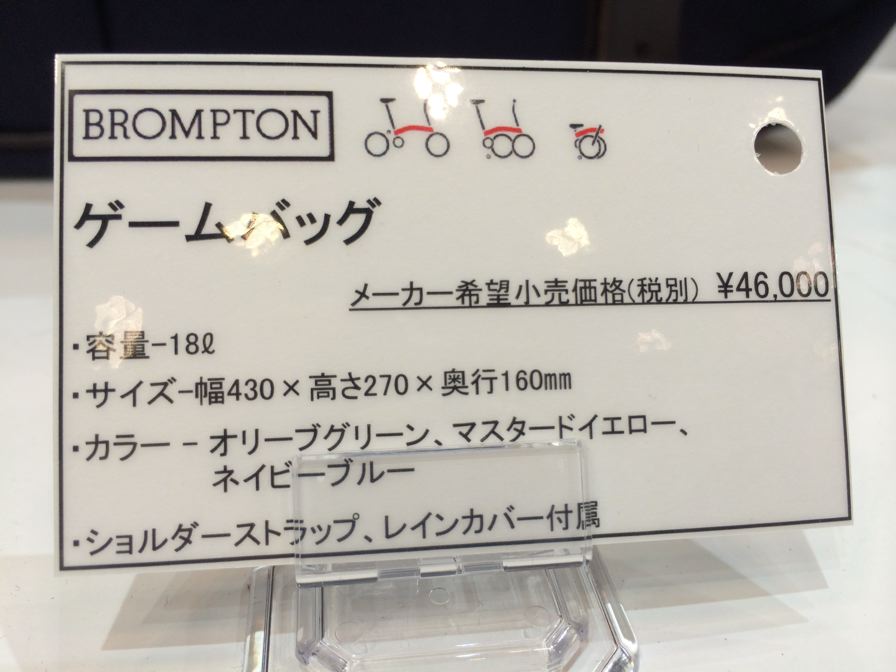 BROMPTON
ゲームバッグ
メーカー希望小売価格(税別) ¥46,000
・容量-18ℓ
・サイズ-幅430×高さ270×奥行160mm
・カラー - オリーブグリーン、マスタードイエロー、
ネイビーブルー
・ショルダーストラップ、レインカバー付属